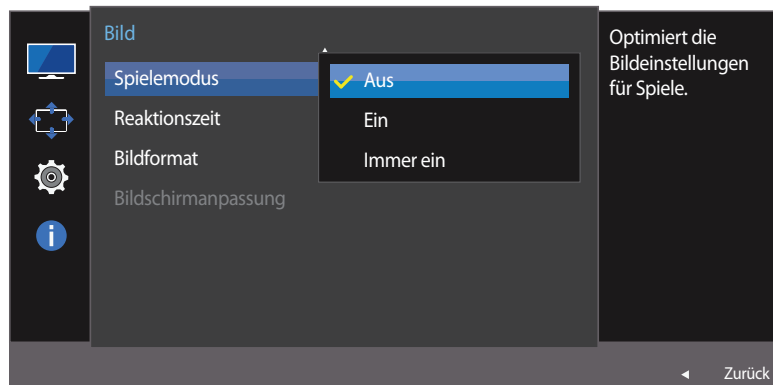 Bild
Spielemodus
Aus
Reaktionszeit
Ein
Bildformat
Immer ein
Bildschirmanpassung
Optimiert die
Bildeinstellungen
für Spiele.
Zurück